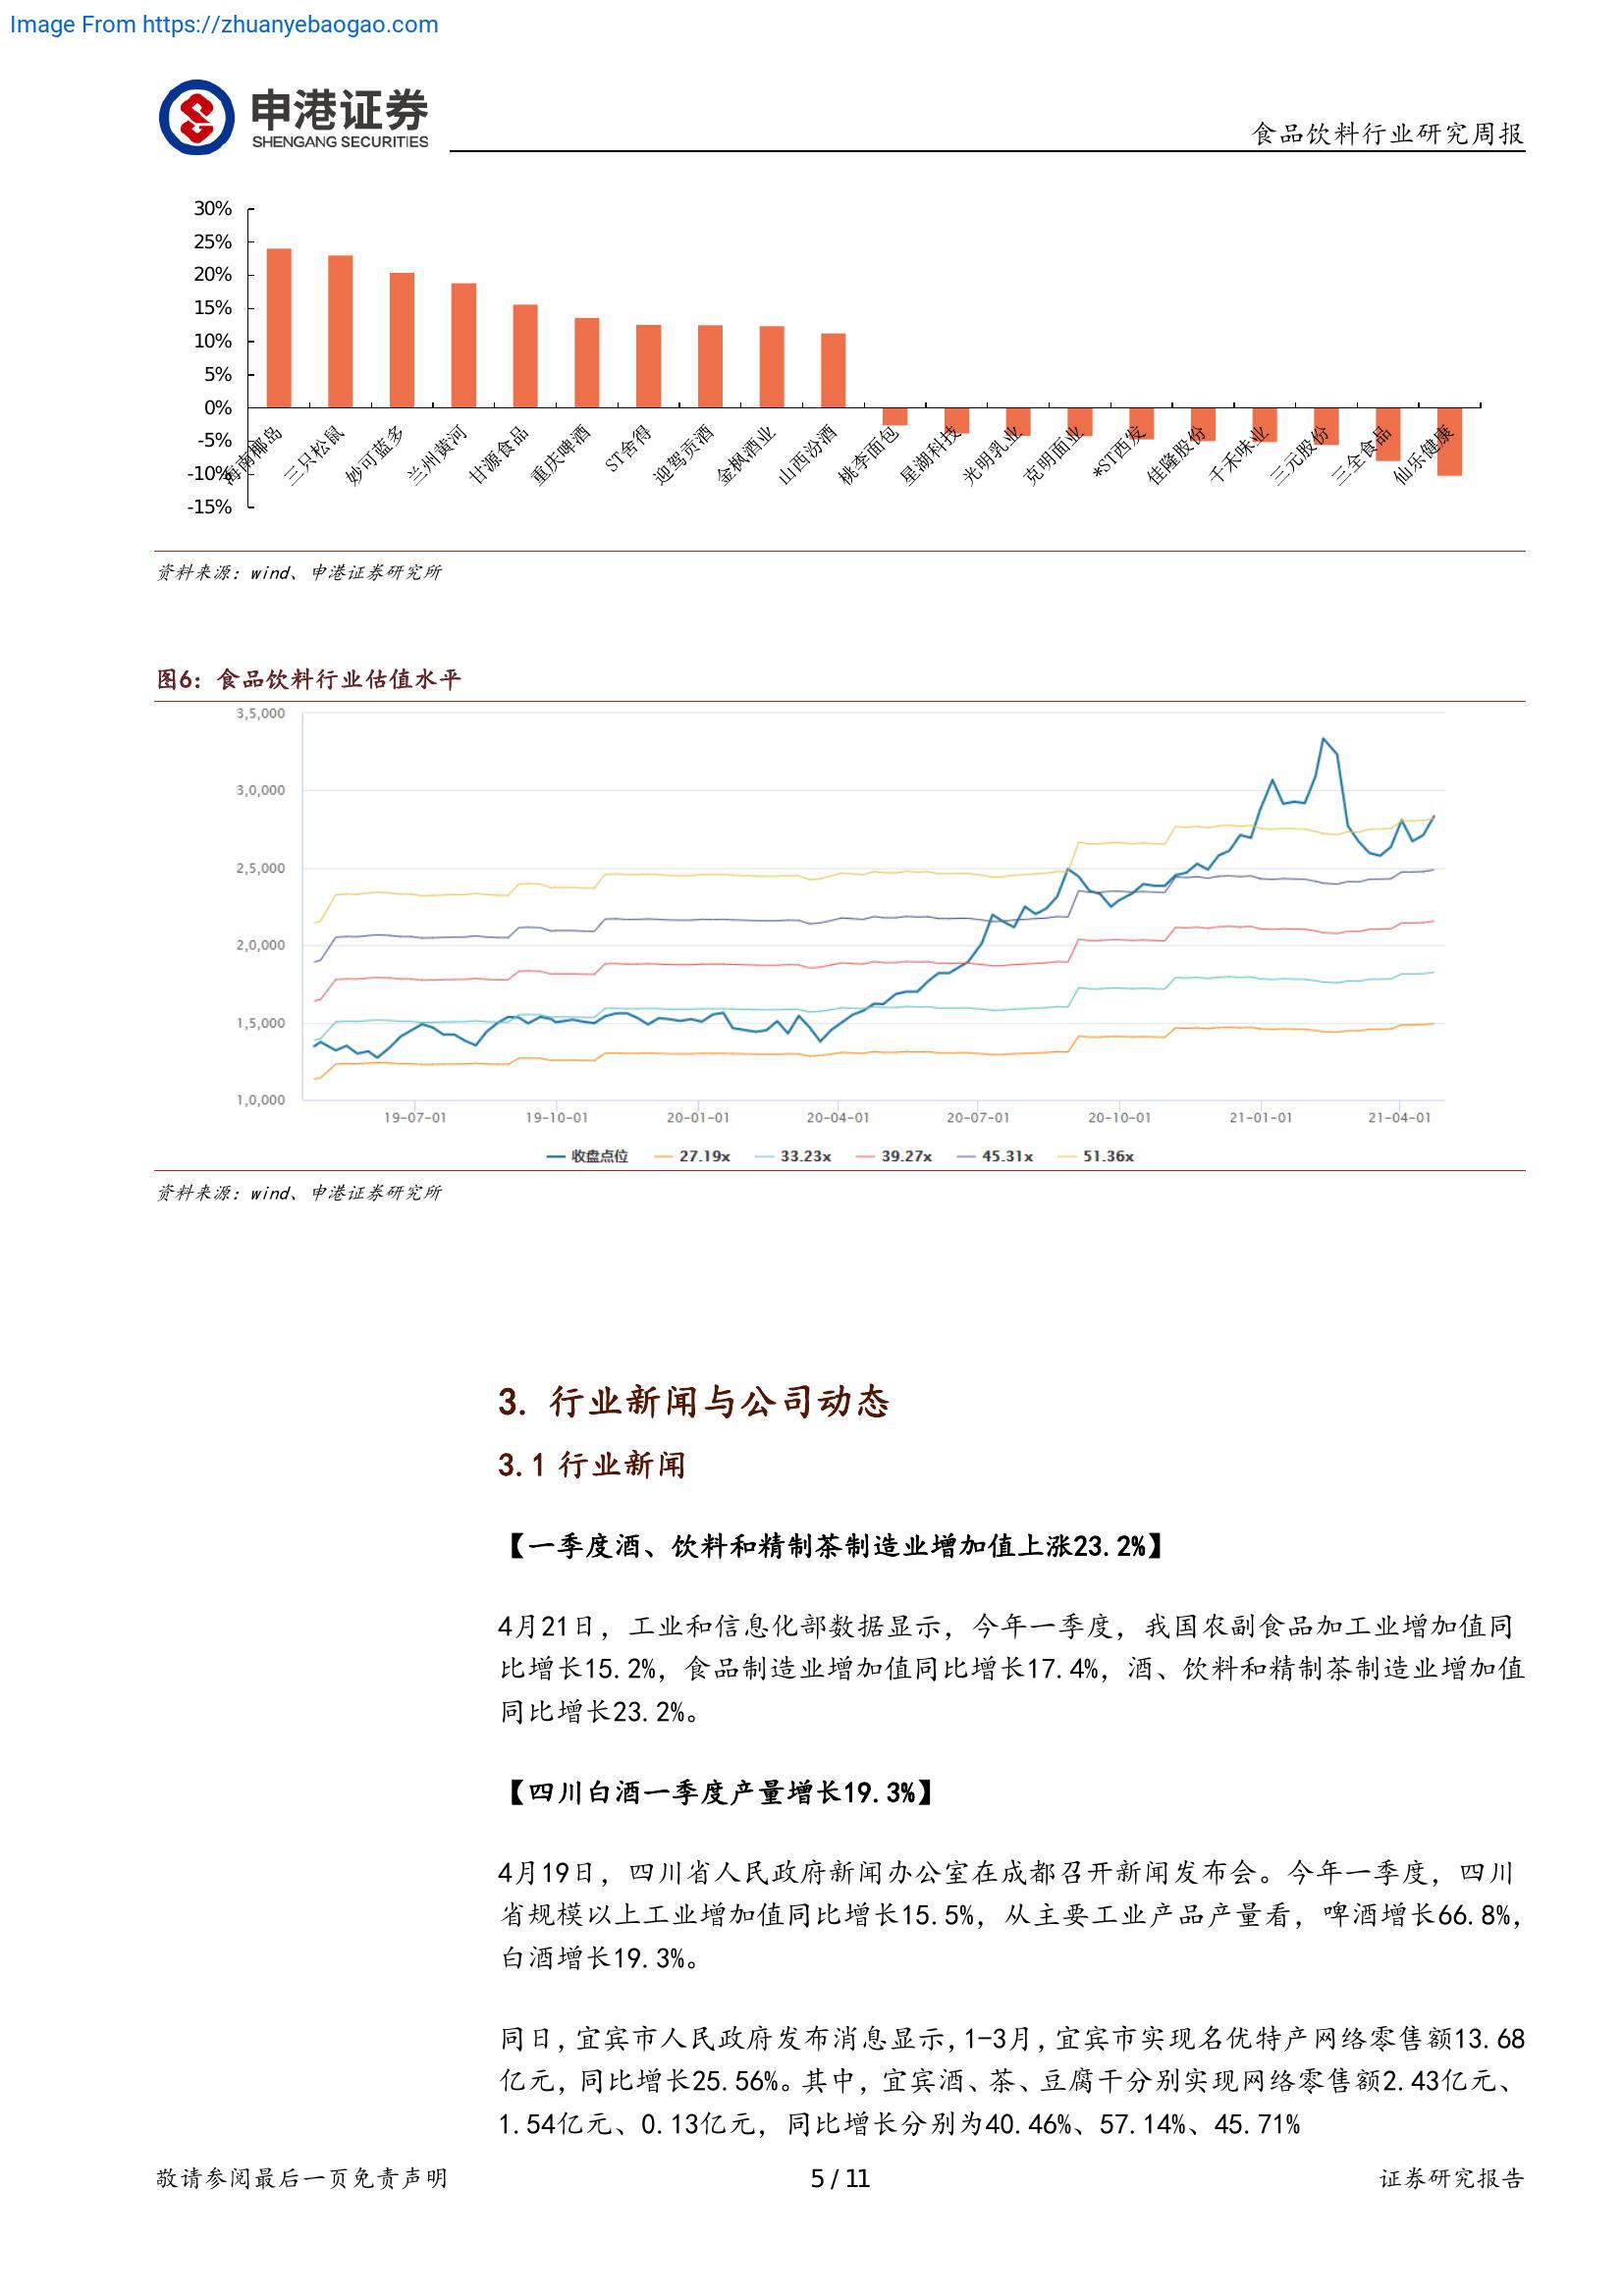 Image From https://zhuanyebaogao.com
申港证券
SHENGANG SECURITIES
食品饮料行业研究周报
30%
25%
20%
15%
10%
5%
0%
-5%
-10%
-15%
海南椰岛
三只松鼠
妙可蓝多
兰州黄河
甘源食品
重庆啤酒
ST舍得
迎驾贡酒
金枫酒业
山西汾酒
桃李面包
星湖科技
光明乳业
克明面业
*ST西发
佳隆股份
千禾味业
三元股份
三全食品
仙乐健康
资料来源：wind、申港证券研究所
图6：食品饮料行业估值水平
3,5,000
3,0,000
2,5,000
2,0,000
1,5,000
1,0,000
19-07-01 19-10-01 20-01-01 20-04-01 20-07-01 20-10-01 21-01-01 21-04-01
收盘点位 27.19x 33.23x 39.27x 45.31x 51.36x
资料来源：wind、申港证券研究所
3. 行业新闻与公司动态
3.1 行业新闻
【一季度酒、饮料和精制茶制造业增加值上涨23.2%】
4月21日，工业和信息化部数据显示，今年一季度，我国农副食品加工业增加值同
比增长15.2%，食品制造业增加值同比增长17.4%，酒、饮料和精制茶制造业增加值
同比增长23.2%。
【四川白酒一季度产量增长19.3%】
4月19日，四川省人民政府新闻办公室在成都召开新闻发布会。今年一季度，四川
省规模以上工业增加值同比增长15.5%，从主要工业产品产量看，啤酒增长66.8%，
白酒增长19.3%。
同日，宜宾市人民政府发布消息显示，1-3月，宜宾市实现名优特产网络零售额13.68
亿元，同比增长25.56%。其中，宜宾酒、茶、豆腐干分别实现网络零售额2.43亿元、
1.54亿元、0.13亿元，同比增长分别为40.46%、57.14%、45.71%
敬请参阅最后一页免责声明
5 / 11
证券研究报告